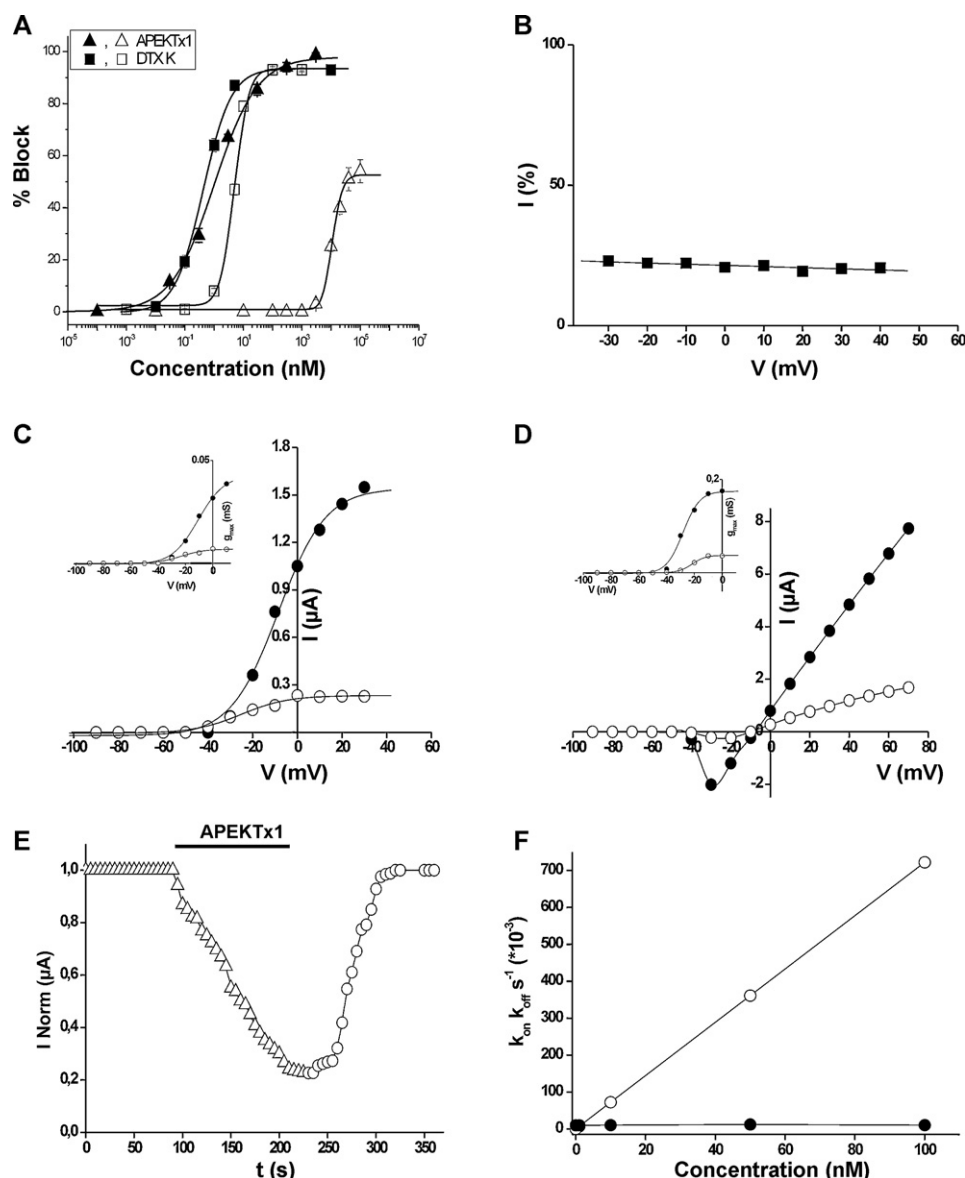 A
▲ , △ APEKTx1
■ , □ DTX K
100
80
60
40
20
0
% Block
10⁻⁵ 10⁻³ 10⁻¹ 10¹ 10³ 10⁵ 10⁷
Concentration (nM)
B
100
50
0
I (%)
-30 -20 -10 0 10 20 30 40 50 60
V (mV)
C
0.05
g max (mS)
-100 -80 -60 -40 -20 0
V (mV)
1.8
1.5
1.2
0.9
0.6
0.3
I (µA)
-100 -80 -60 -40 -20 0 20 40 60
V (mV)
D
0,2
g max (mS)
-100 -80 -60 -40 -20 0
V (mV)
8
6
4
2
0
-2
I (µA)
-100 -80 -60 -40 -20 0 20 40 60 80
V (mV)
E
APEKTx1
1,0
0,8
0,6
0,4
0,2
0,0
I Norm (µA)
0 50 100 150 200 250 300 350
t (s)
F
700
600
500
400
300
200
100
0
k on k off s⁻¹ (*10⁻³)
0 20 40 60 80 100
Concentration (nM)